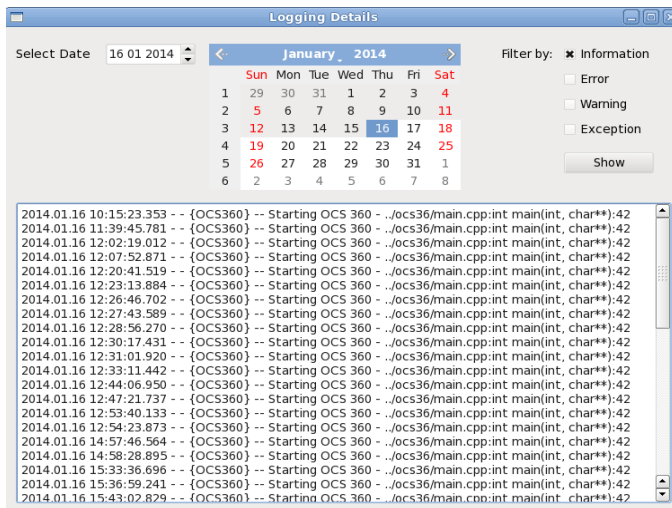 Logging Details
Select Date 16 01 2014
January, 2014
Filter by: Information
Error
Warning
Exception
Show
Sun Mon Tue Wed Thu Fri Sat
1 29 30 31 1 2 3 4
2 5 6 7 8 9 10 11
3 12 13 14 15 16 17 18
4 19 20 21 22 23 24 25
5 26 27 28 29 30 31 1
6 2 3 4 5 6 7 8
2014.01.16 10:15:23.353 - - {OCS360} -- Starting OCS 360 - ../ocs36/main.cpp:int main(int, char**):42
2014.01.16 11:39:45.781 - - {OCS360} -- Starting OCS 360 - ../ocs36/main.cpp:int main(int, char**):42
2014.01.16 12:02:19.012 - - {OCS360} -- Starting OCS 360 - ../ocs36/main.cpp:int main(int, char**):42
2014.01.16 12:07:52.871 - - {OCS360} -- Starting OCS 360 - ../ocs36/main.cpp:int main(int, char**):42
2014.01.16 12:20:41.519 - - {OCS360} -- Starting OCS 360 - ../ocs36/main.cpp:int main(int, char**):42
2014.01.16 12:23:13.884 - - {OCS360} -- Starting OCS 360 - ../ocs36/main.cpp:int main(int, char**):42
2014.01.16 12:26:46.702 - - {OCS360} -- Starting OCS 360 - ../ocs36/main.cpp:int main(int, char**):42
2014.01.16 12:27:43.589 - - {OCS360} -- Starting OCS 360 - ../ocs36/main.cpp:int main(int, char**):42
2014.01.16 12:28:56.270 - - {OCS360} -- Starting OCS 360 - ../ocs36/main.cpp:int main(int, char**):42
2014.01.16 12:30:17.431 - - {OCS360} -- Starting OCS 360 - ../ocs36/main.cpp:int main(int, char**):42
2014.01.16 12:31:01.920 - - {OCS360} -- Starting OCS 360 - ../ocs36/main.cpp:int main(int, char**):42
2014.01.16 12:33:11.442 - - {OCS360} -- Starting OCS 360 - ../ocs36/main.cpp:int main(int, char**):42
2014.01.16 12:44:06.950 - - {OCS360} -- Starting OCS 360 - ../ocs36/main.cpp:int main(int, char**):42
2014.01.16 12:47:21.737 - - {OCS360} -- Starting OCS 360 - ../ocs36/main.cpp:int main(int, char**):42
2014.01.16 12:53:40.133 - - {OCS360} -- Starting OCS 360 - ../ocs36/main.cpp:int main(int, char**):42
2014.01.16 12:54:23.873 - - {OCS360} -- Starting OCS 360 - ../ocs36/main.cpp:int main(int, char**):42
2014.01.16 14:57:46.564 - - {OCS360} -- Starting OCS 360 - ../ocs36/main.cpp:int main(int, char**):42
2014.01.16 14:58:28.895 - - {OCS360} -- Starting OCS 360 - ../ocs36/main.cpp:int main(int, char**):42
2014.01.16 15:33:36.696 - - {OCS360} -- Starting OCS 360 - ../ocs36/main.cpp:int main(int, char**):42
2014.01.16 15:36:59.241 - - {OCS360} -- Starting OCS 360 - ../ocs36/main.cpp:int main(int, char**):42
2014.01.16 15:43:02.829 - - {OCS360} -- Starting OCS 360 - ../ocs36/main.cpp:int main(int, char**):42